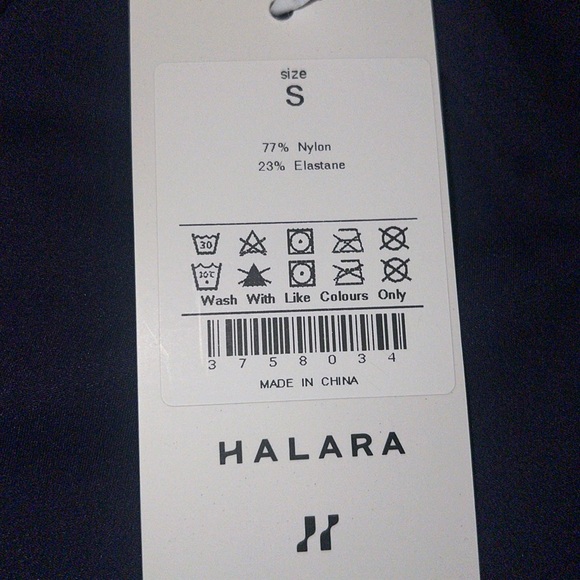 size
S
77% Nylon
23% Elastane
30
30℃
Wash With Like Colours Only
3 7 5 8 0 3 4
MADE IN CHINA
HALARA